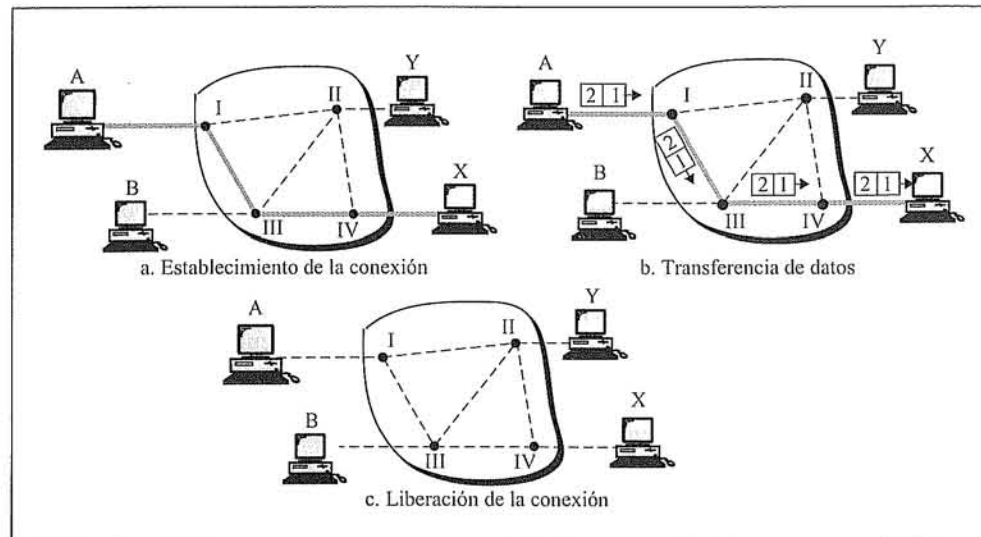 A
Y
I
II
B
X
III
IV
a. Establecimiento de la conexión
A
2 1
Y
I
II
2
1
B
X
2 1
2 1
III
IV
b. Transferencia de datos
A
Y
I
II
B
X
III
IV
c. Liberación de la conexión